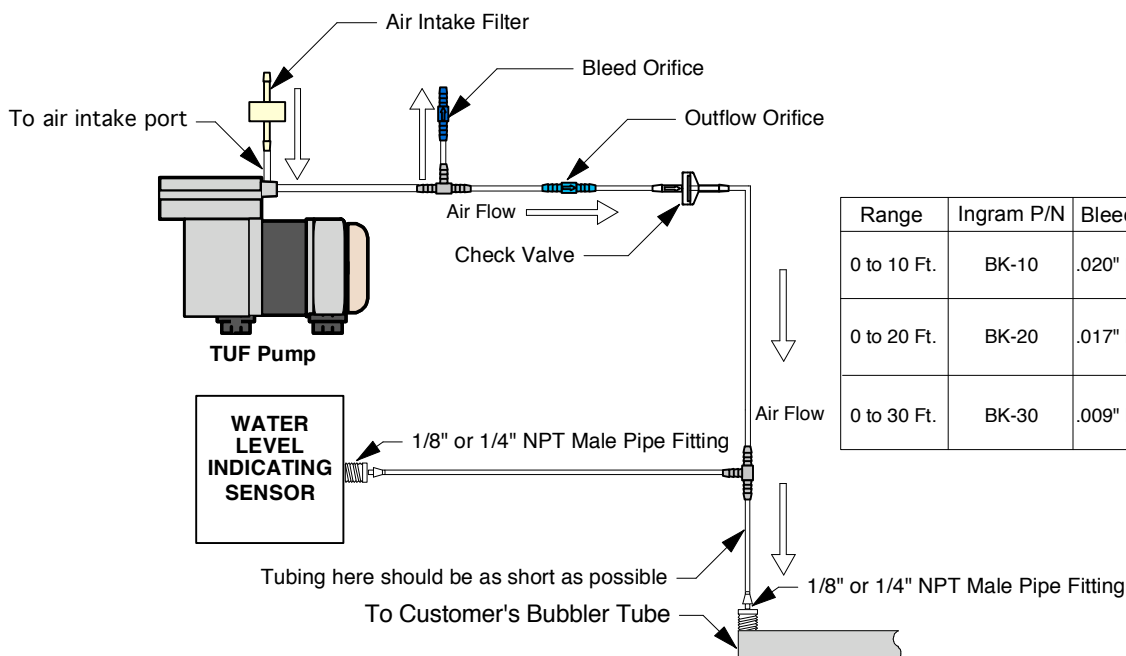 Air Intake Filter
Bleed Orifice
To air intake port
Outflow Orifice
Air Flow
Check Valve
TUF Pump
Range Ingram P/N Bleed
0 to 10 Ft. BK-10 .020"
0 to 20 Ft. BK-20 .017"
0 to 30 Ft. BK-30 .009"
Air Flow
WATER
LEVEL
INDICATING
SENSOR
1/8" or 1/4" NPT Male Pipe Fitting
Tubing here should be as short as possible
1/8" or 1/4" NPT Male Pipe Fitting
To Customer's Bubbler Tube